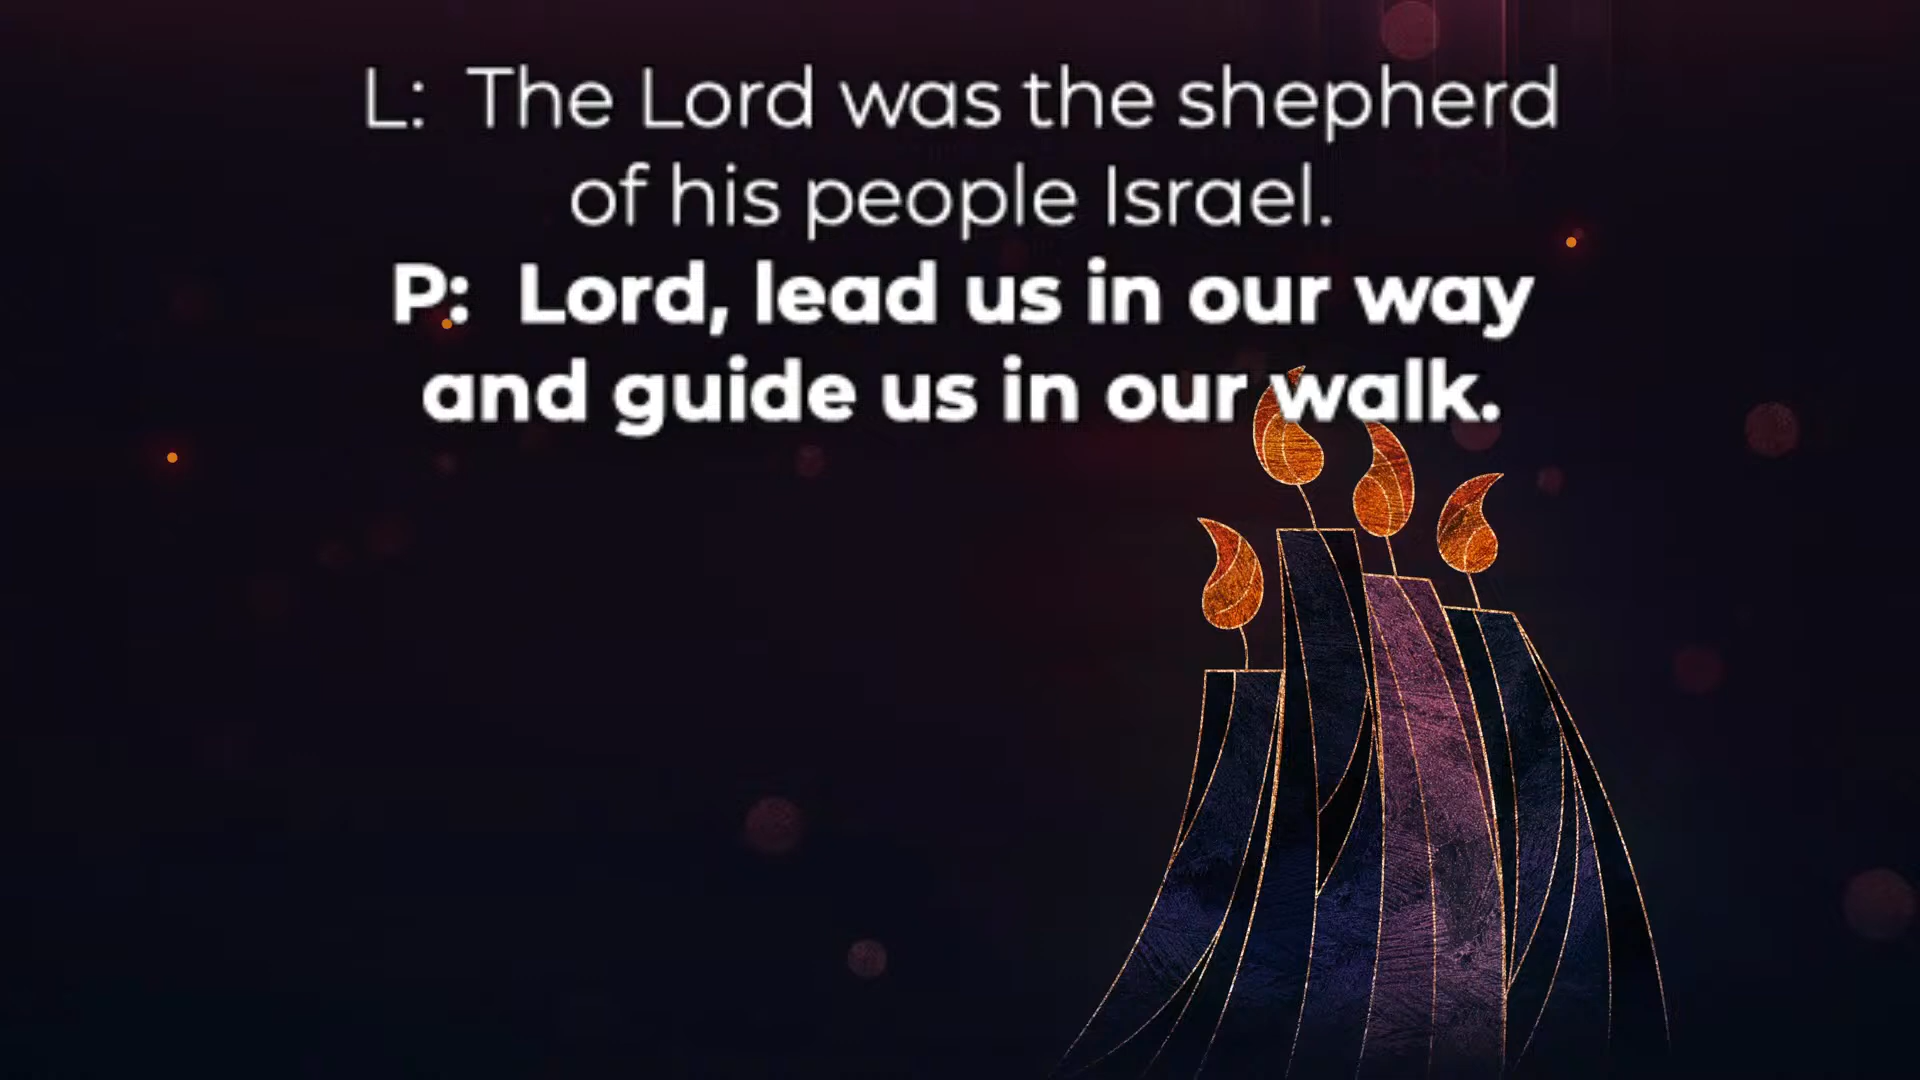 L: The Lord was the shepherd
of his people Israel.
P: Lord, lead us in our way
and guide us in our walk.